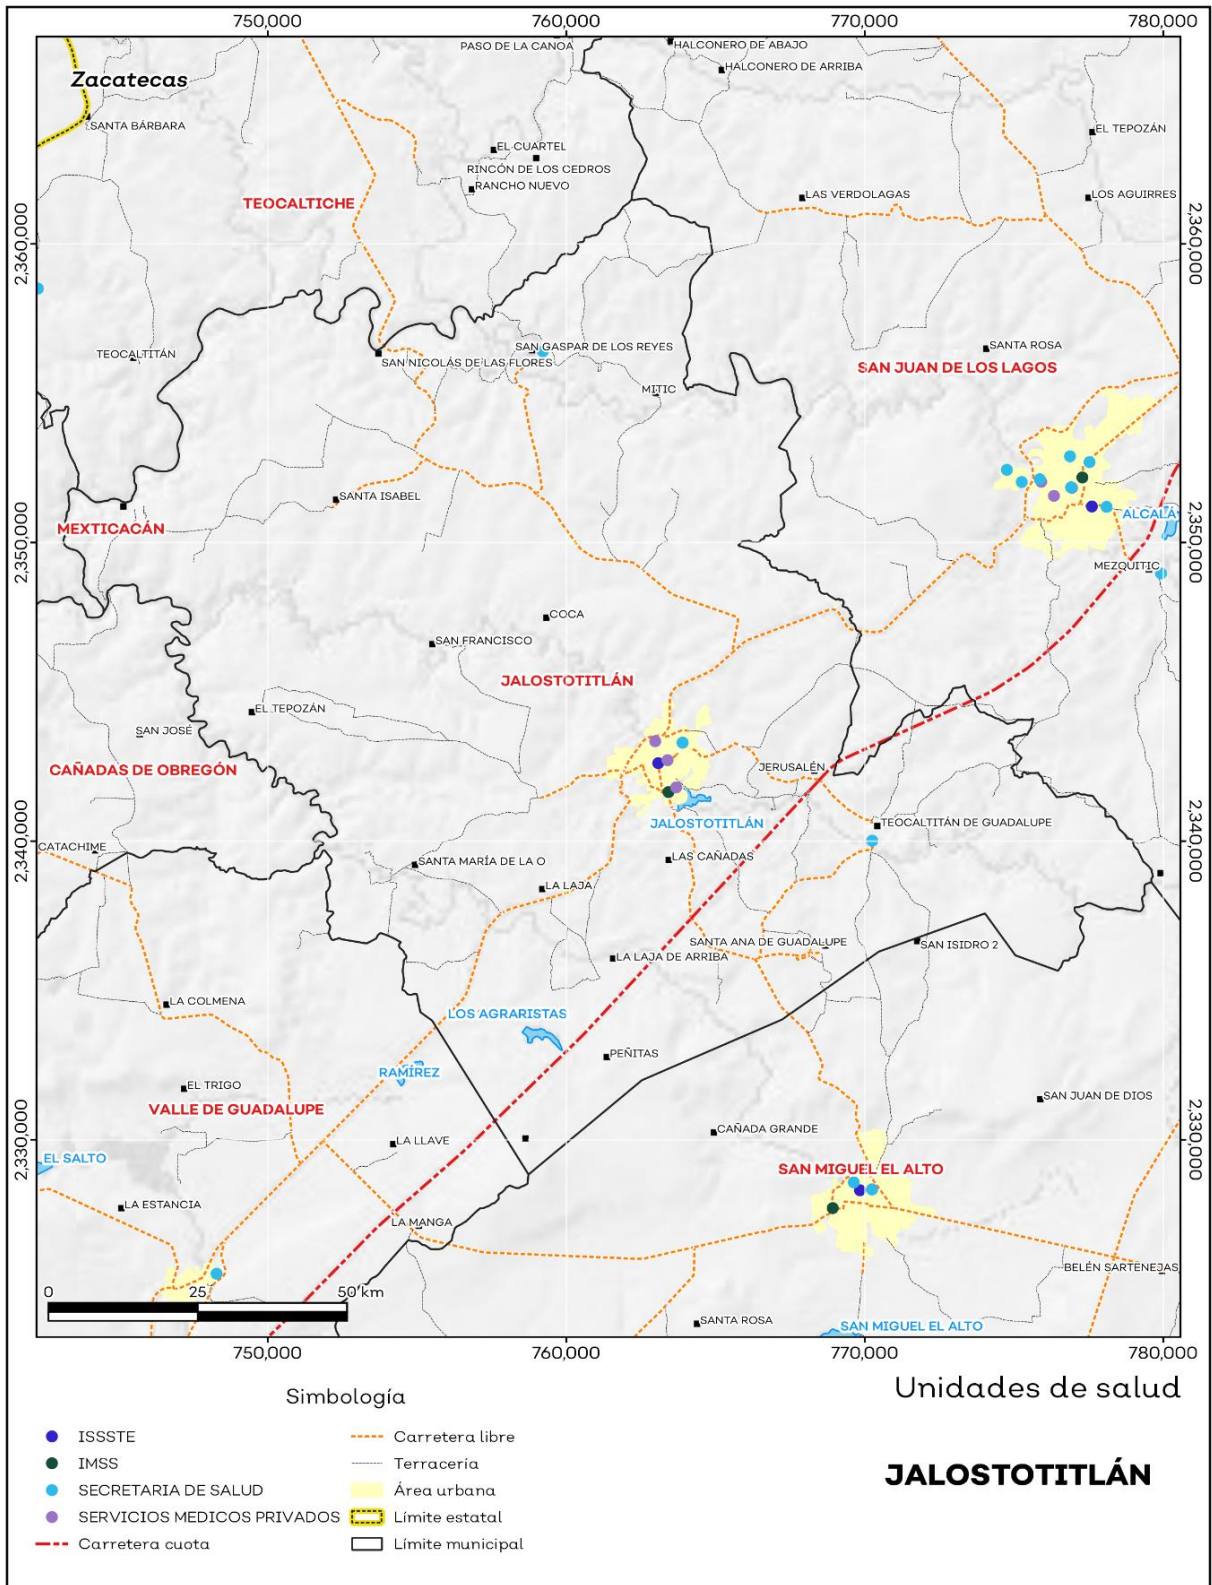 750,000 760,000 770,000 780,000
PASO DE LA CANOA
HALCONERO DE ABAJO
HALCONERO DE ARRIBA
Zacatecas
SANTA BÁRBARA
EL TEPOZÁN
EL CUARTEL
RINCÓN DE LOS CEDROS
RANCHO NUEVO
LAS VERDOLAGAS
LOS AGUIRRES
TEOCALTICHE
2,360,000
2,360,000
TEOCALTITÁN
SAN GASPAR DE LOS REYES
SANTA ROSA
SAN NICOLÁS DE LAS FLORES
SAN JUAN DE LOS LAGOS
MITIC
SANTA ISABEL
MEXTICACÁN
ALCALÁ
2,350,000
2,350,000
MEZQUITIC
COCA
SAN FRANCISCO
JALOSTOTITLÁN
EL TEPOZÁN
SAN JOSÉ
CAÑADAS DE OBREGÓN
JERUSALÉN
JALOSTOTITLÁN
TEOCALTITÁN DE GUADALUPE
2,340,000
2,340,000
CATACHIME
SANTA MARÍA DE LA O
LAS CAÑADAS
LA LAJA
SANTA ANA DE GUADALUPE
SAN ISIDRO 2
LA LAJA DE ARRIBA
LA COLMENA
LOS AGRARISTAS
PEÑITAS
RAMÍREZ
EL TRIGO
SAN JUAN DE DIOS
VALLE DE GUADALUPE
CAÑADA GRANDE
2,330,000
2,330,000
LA LLAVE
EL SALTO
SAN MIGUEL EL ALTO
LA ESTANCIA
LA MANGA
BELÉN SARTENEJAS
0 25 50 km
SANTA ROSA
SAN MIGUEL EL ALTO
750,000 760,000 770,000 780,000
Unidades de salud
JALOSTOTITLÁN
Simbología
ISSSTE
IMSS
SECRETARIA DE SALUD
SERVICIOS MEDICOS PRIVADOS
Carretera cuota
Carretera libre
Terracería
Área urbana
Límite estatal
Límite municipal